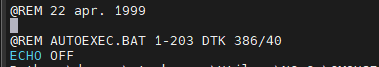 @REM 22 apr. 1999
@REM AUTOEXEC.BAT 1-203 DTK 386/40
ECHO OFF